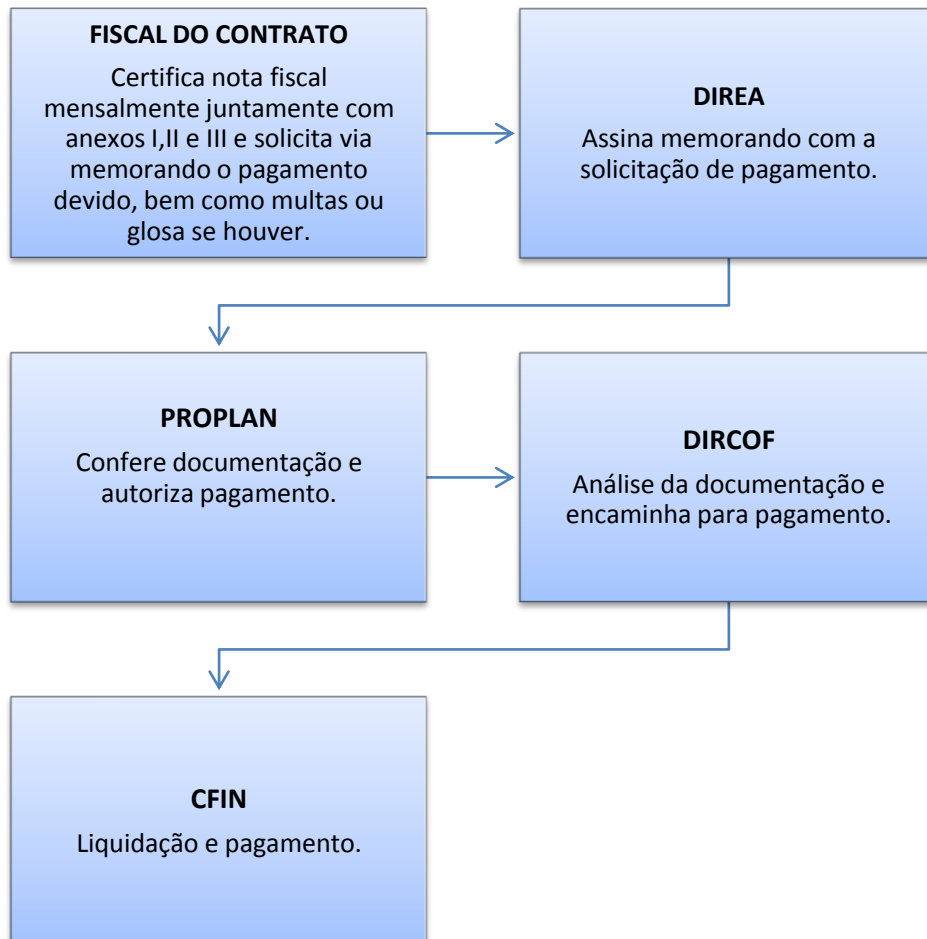 FISCAL DO CONTRATO
Certifica nota fiscal
mensalmente juntamente com
anexos I,II e III e solicita via
memorando o pagamento
devido, bem como multas ou
glosa se houver.
DIREA
Assina memorando com a
solicitação de pagamento.
PROPLAN
Confere documentação e
autoriza pagamento.
DIRCOF
Análise da documentação e
encaminha para pagamento.
CFIN
Liquidação e pagamento.